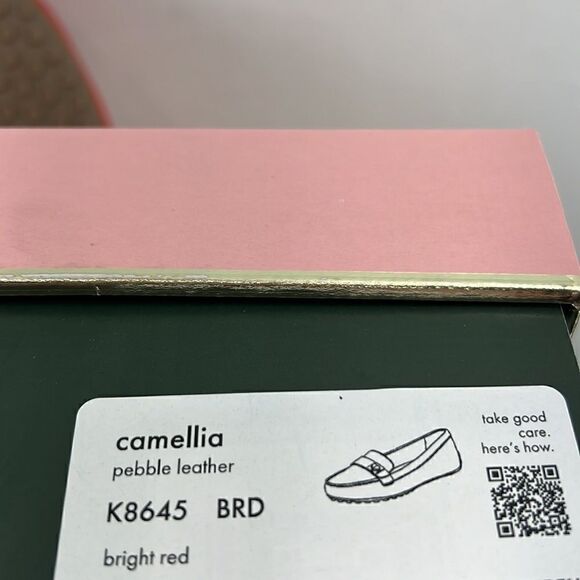 camellia
pebble leather
K8645 BRD
bright red
take good
care.
here's how.